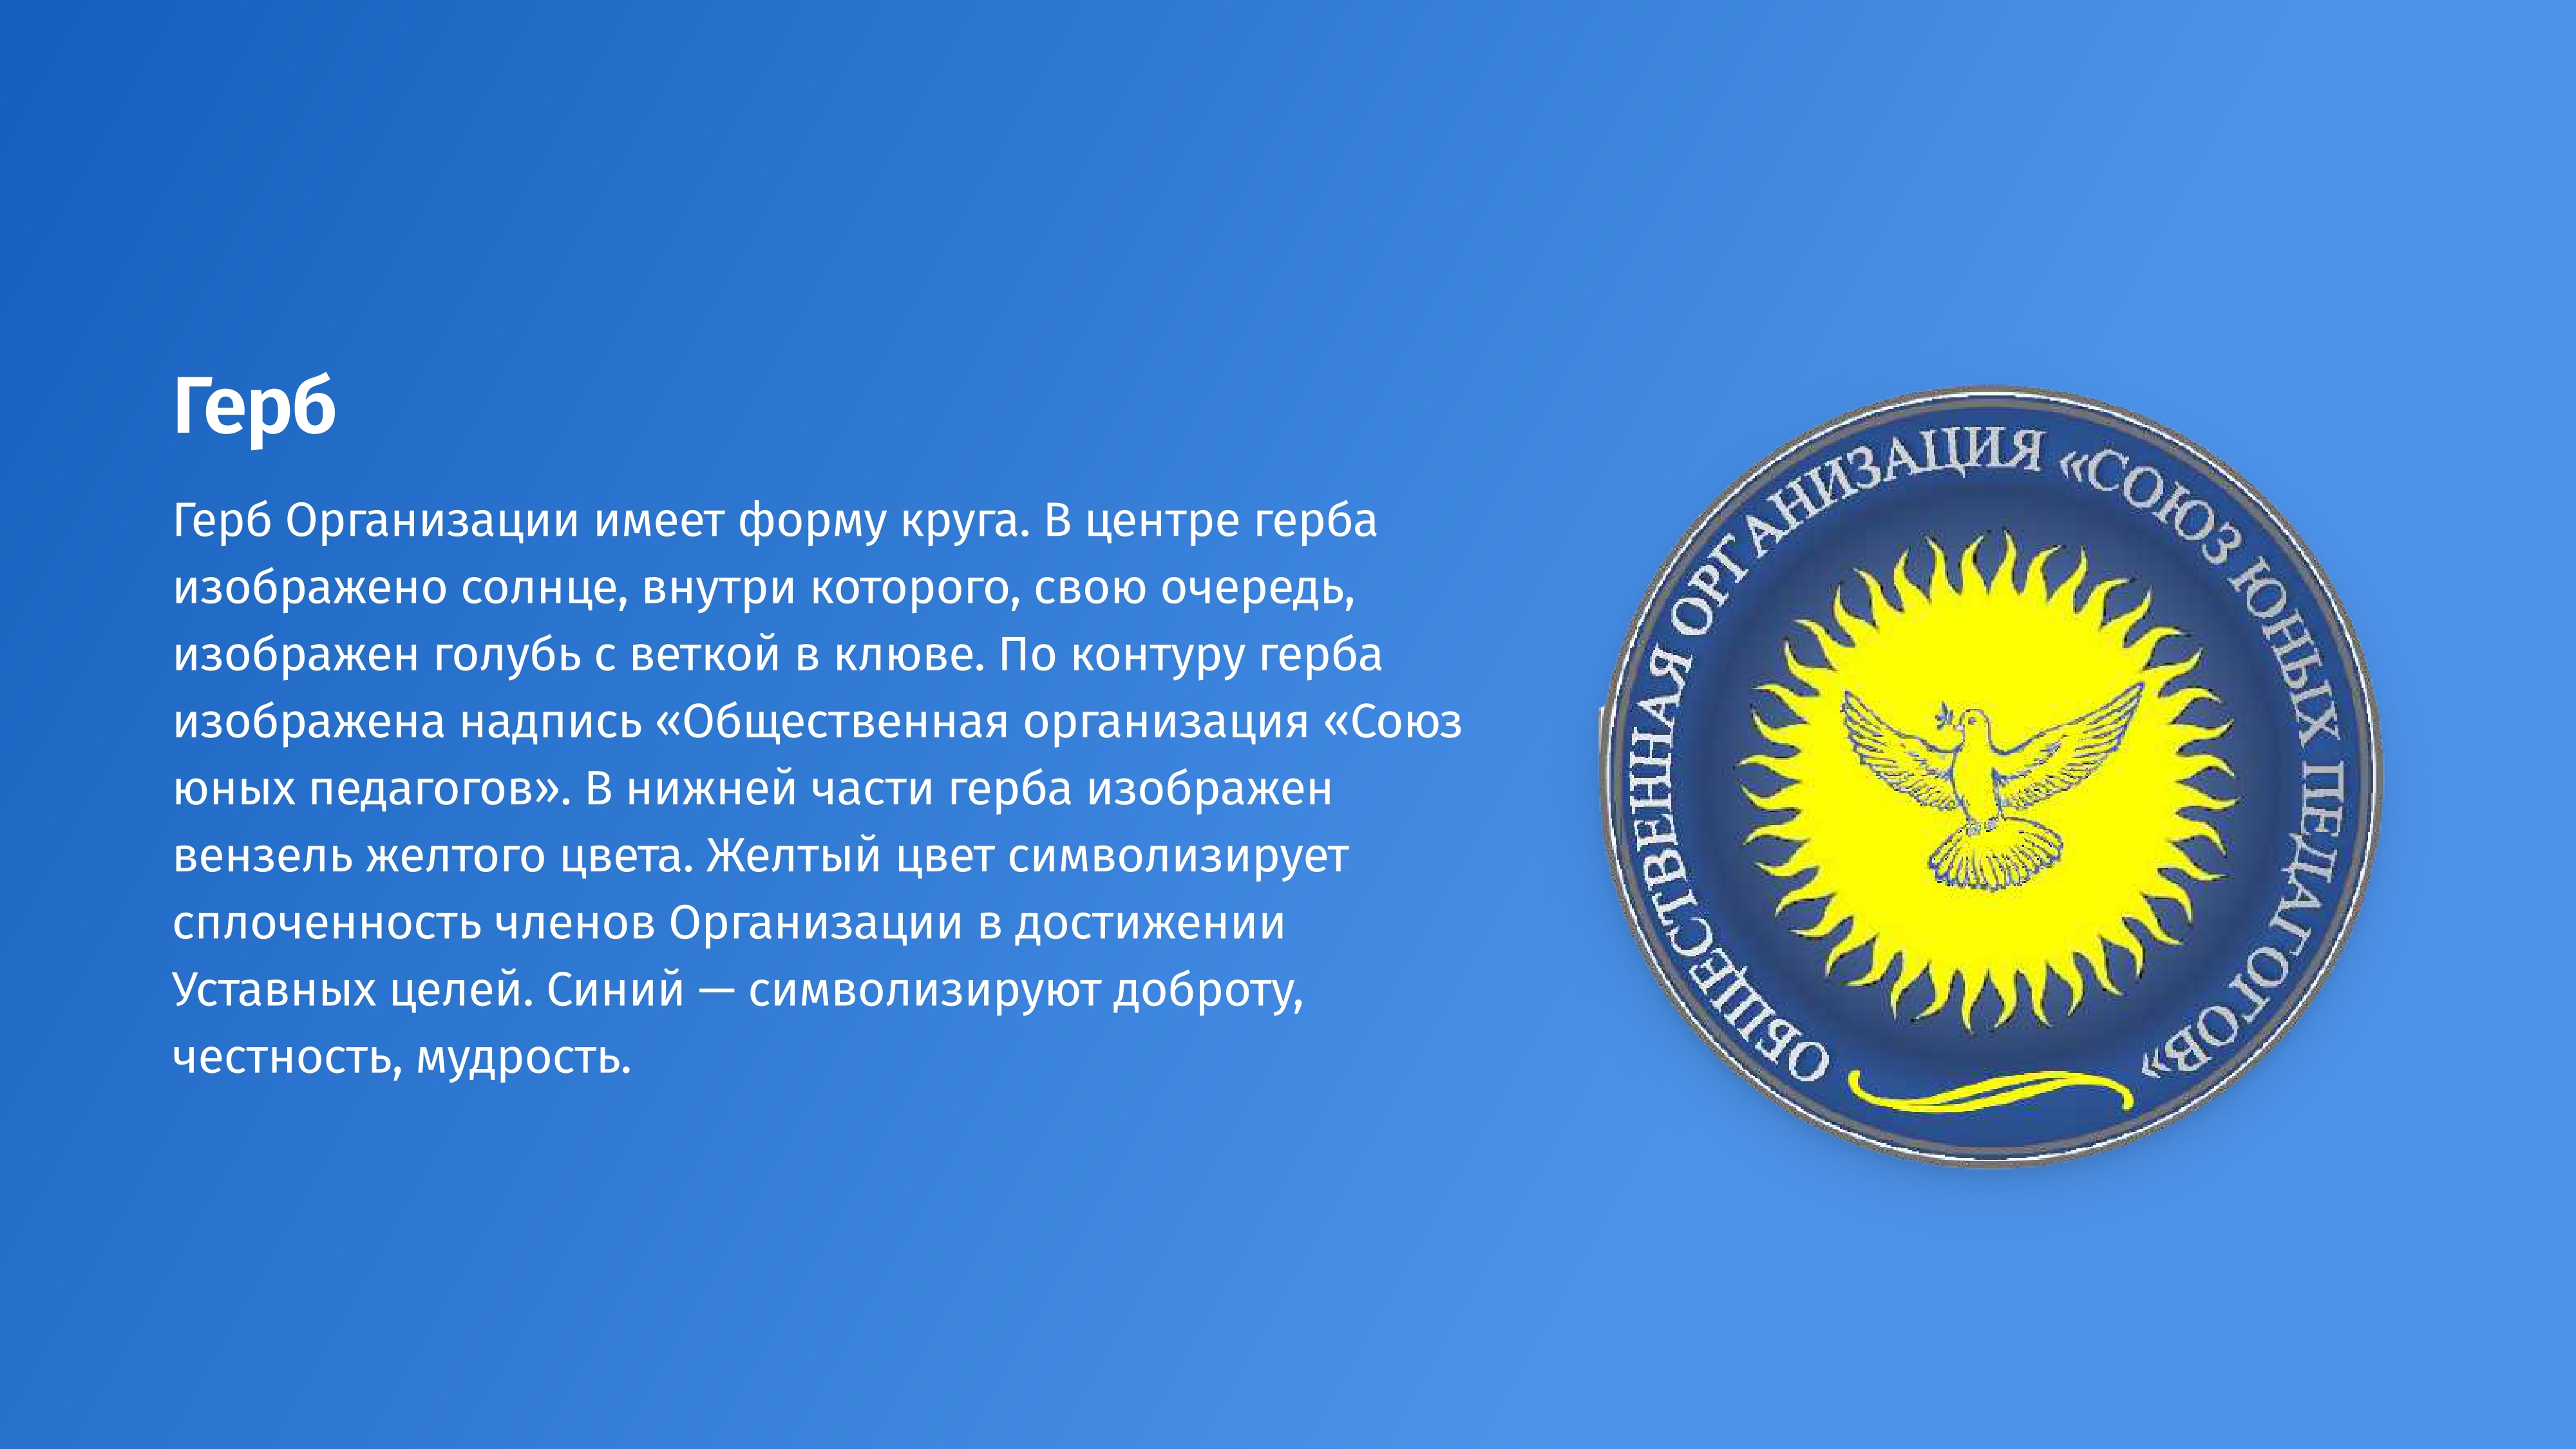 Герб
Герб Организации имеет форму круга. В центре герба
изображено солнце, внутри которого, свою очередь,
изображен голубь с веткой в клюве. По контуру герба
изображена надпись «Общественная организация «Союз
юных педагогов». В нижней части герба изображен
вензель желтого цвета. Желтый цвет символизирует
сплоченность членов Организации в достижении
Уставных целей. Синий — символизируют доброту,
честность, мудрость.
ОБЩЕСТВЕННАЯ ОРГАНИЗАЦИЯ «СОЮЗ ЮНЫХ ПЕДАГОГОВ»